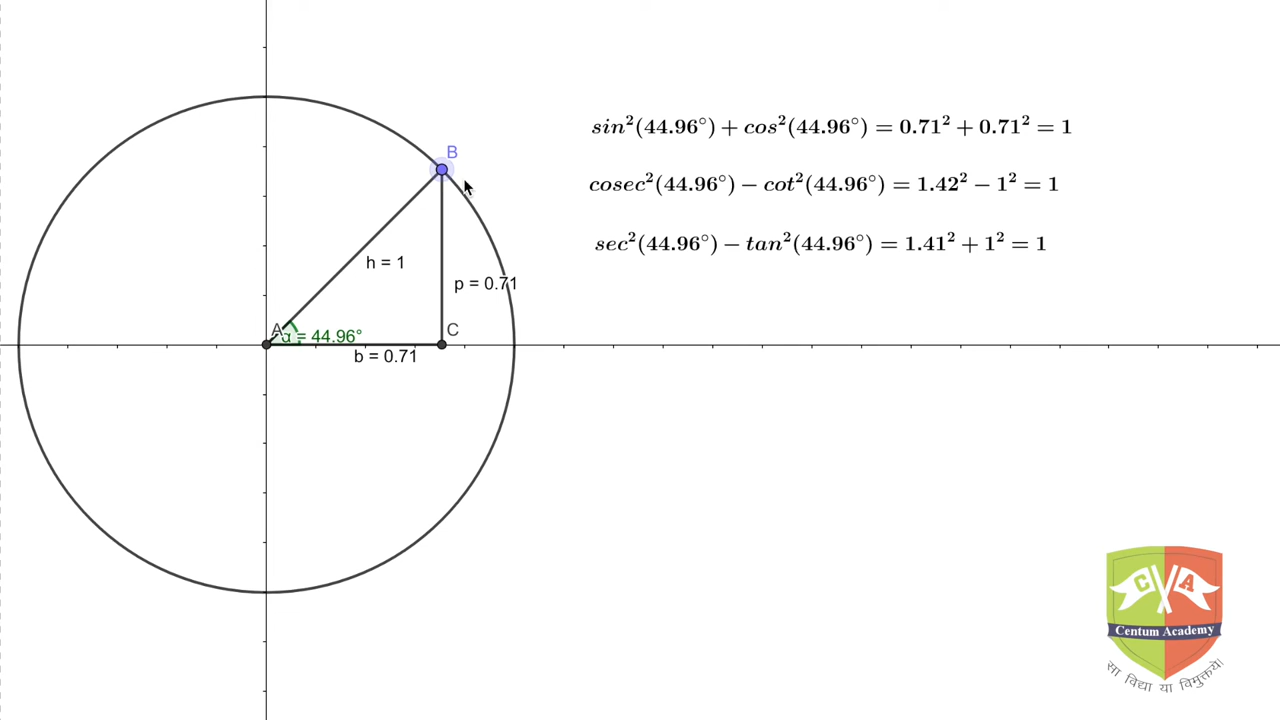 sin²(44.96°) + cos²(44.96°) = 0.71² + 0.71² = 1
cosec²(44.96°) − cot²(44.96°) = 1.42² − 1² = 1
sec²(44.96°) − tan²(44.96°) = 1.41² + 1² = 1
B
h = 1
p = 0.71
A
α = 44.96°
C
b = 0.71
C A
Centum Academy
सा विद्या या विमुक्तये।